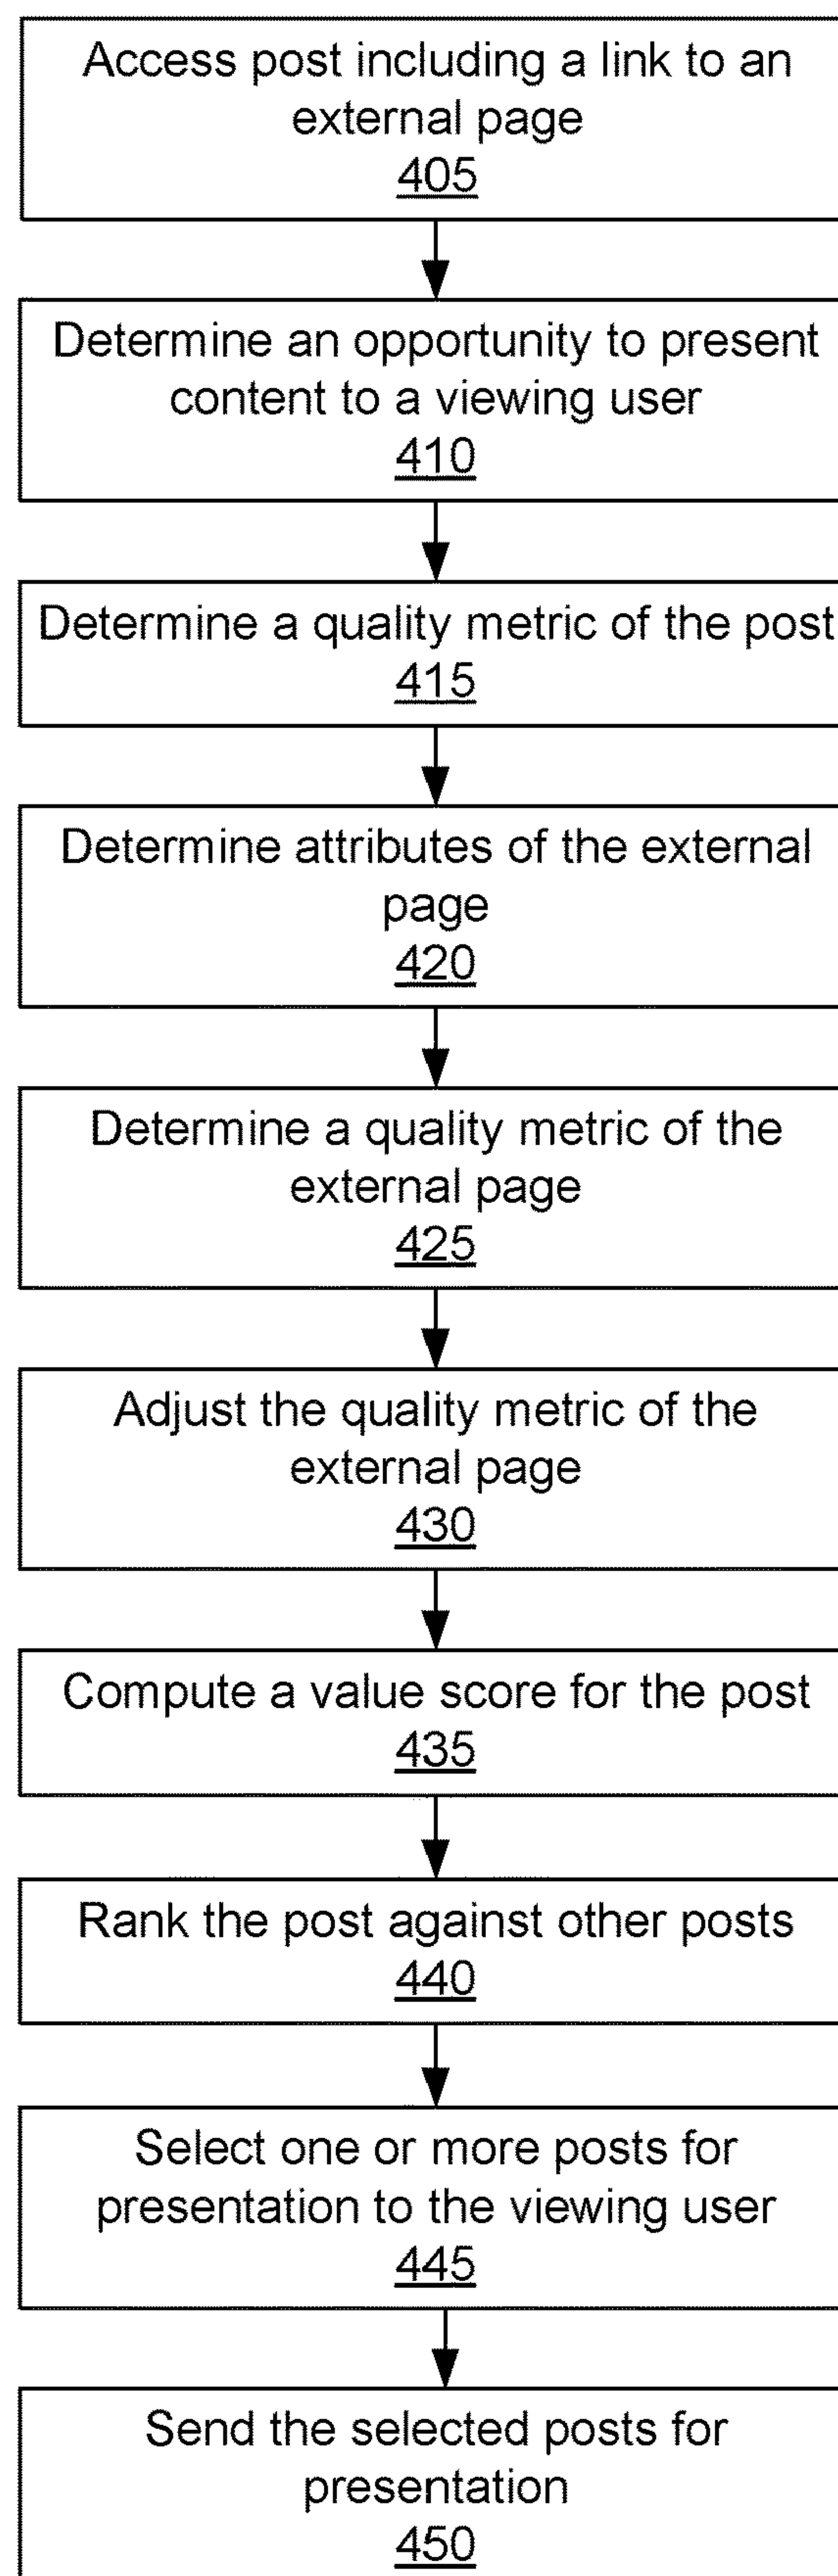 Access post including a link to an
external page
405
Determine an opportunity to present
content to a viewing user
410
Determine a quality metric of the post
415
Determine attributes of the external
page
420
Determine a quality metric of the
external page
425
Adjust the quality metric of the
external page
430
Compute a value score for the post
435
Rank the post against other posts
440
Select one or more posts for
presentation to the viewing user
445
Send the selected posts for
presentation
450